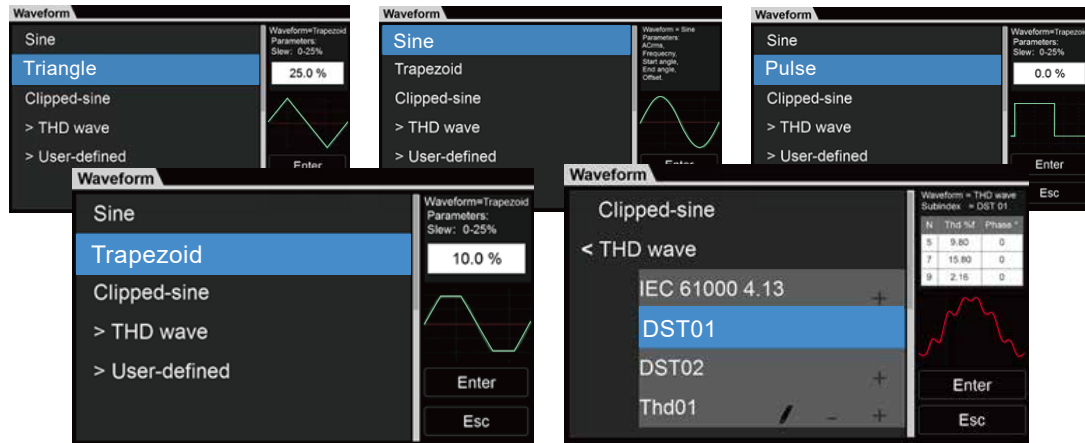 Waveform
Sine
Triangle
Clipped-sine
> THD wave
> User-defined
Waveform=Trapezoid
Parameters:
Slew: 0-25%
25.0 %
Enter
Waveform
Sine
Trapezoid
Clipped-sine
> THD wave
> User-defined
Waveform = Sine
Parameters:
ACrms,
Frequecny,
Start angle,
End angle,
Offset.
Enter
Waveform
Sine
Pulse
Clipped-sine
> THD wave
> User-defined
Waveform=Trapezoid
Parameters:
Slew: 0-25%
0.0 %
Enter
Esc
Waveform
Sine
Trapezoid
Clipped-sine
> THD wave
> User-defined
Waveform=Trapezoid
Parameters:
Slew: 0-25%
10.0 %
Enter
Esc
Waveform
Clipped-sine
< THD wave
IEC 61000 4.13 +
DST01
DST02 +
Thd01 - +
Waveform = THD wave
Subindex = DST 01
N Thd %f Phase °
5 9.80 0
7 15.80 0
9 2.16 0
Enter
Esc